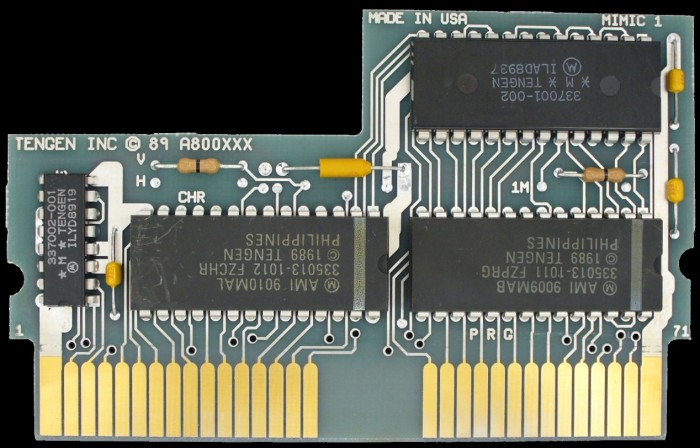 MADE IN USA
MIMIC 1
337001-002
✳ M ✳ TENGEN
Ⓜ ILAD8937
TENGEN INC © 89 A800XXX
V
H
1M
CHR
337002-001
* M ★ TENGEN
® ILYD8919
Ⓜ AMI 9010MAL
335013-1012 FZCHR
© 1989 TENGEN
PHILIPPINES
Ⓜ AMI 9009MAB
335013-1011 FZPRG
© 1989 TENGEN
PHILIPPINES
PRG
1
71